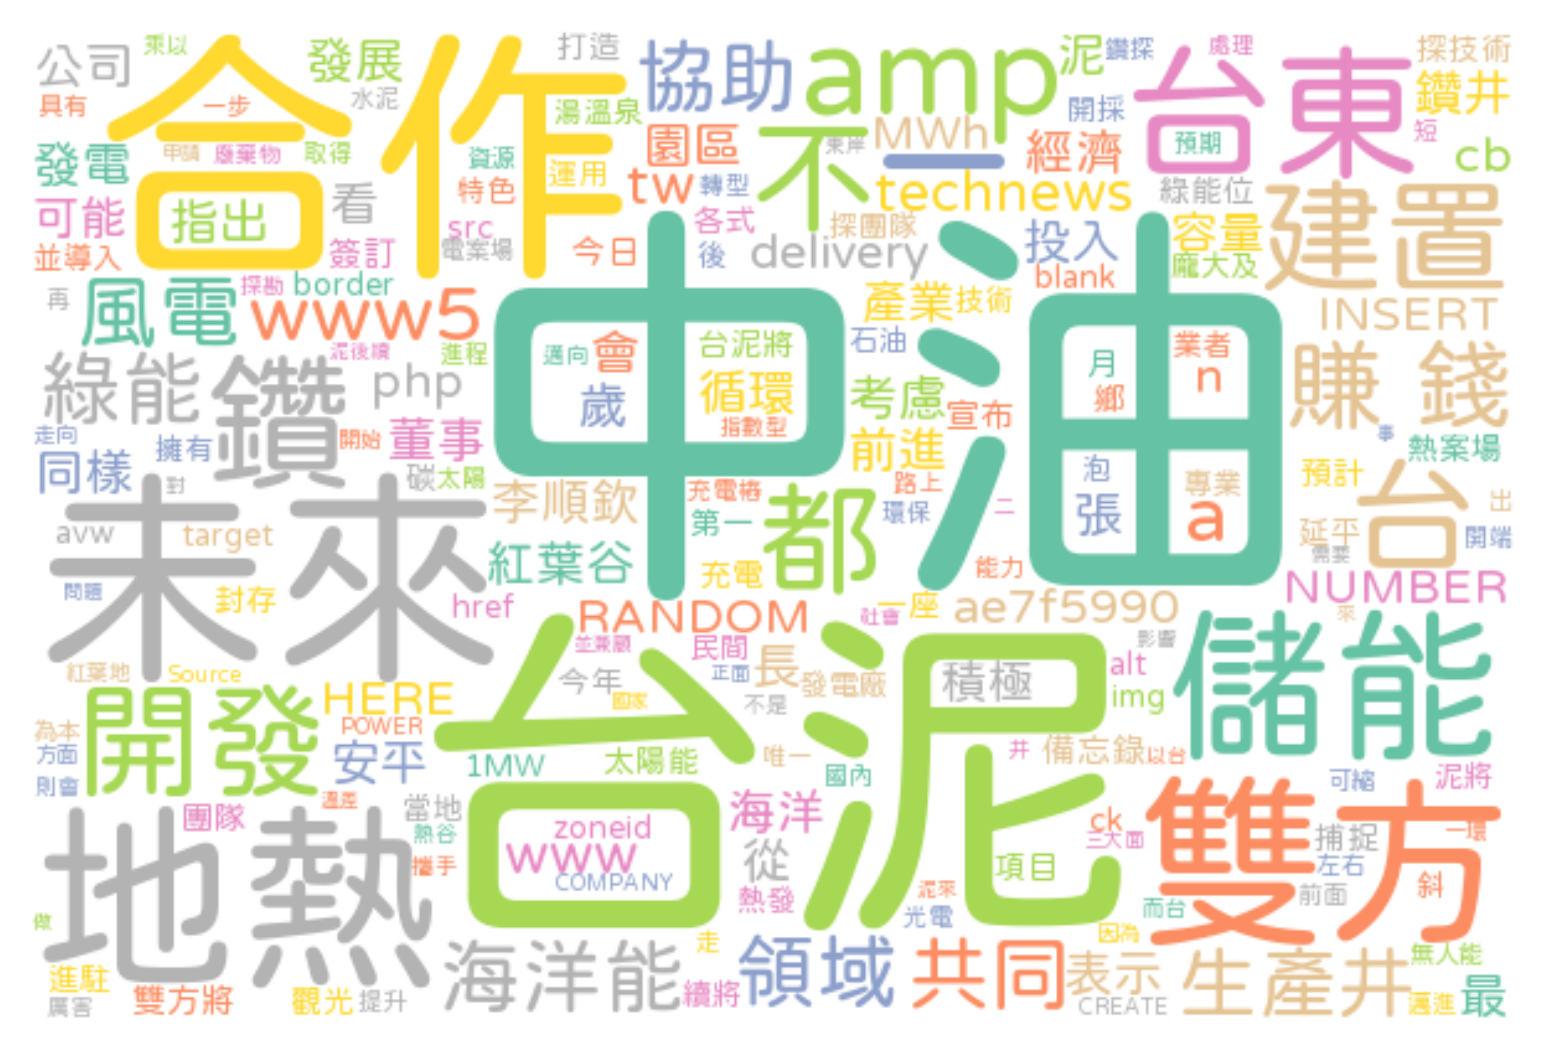 公司
乘以
具有
合作
一步
發展
打造
水泥
湯溫泉
協助
amp
泥
鑽探
開採
台東
處理
預期
探技術
鑽井
短
cb
發電
甲請
廢棄物
取得
指出
看
可能
並導入
簽訂
資源
特色
src
電案場
運用
園區
tw
轉型
各式
今日
後
不
東岸
MWh
一
technews
探團隊
delivery
經濟
投入
blank
綠能位
容量
龐大及
建置
INSERT
再
風電
探勘
border
www5
泥後續
進程
綠能
鑽
php
走向
同樣
擁有
開始
董事
對
碳
太陽
中油
邁向
會
歲
台泥將
循環
指數型
產業
技術
石油
考慮
宣布
前進
路上
月
鄉
業者
n
泡
張
專業
a
賺錢
事
熱案場
預計
台
出
延平
需要
開端
NUMBER
來
未來
avw
target
問題
封存
李順欽
紅葉谷
href
充電樁
第一
充電
都
環保
二
能力
RANDOM
社會
一座
ae7f5990
影響
紅葉地
Source
開發
HERE
POWER
為本
方面
則會
安平
台泥
並兼顧
今年
國家
民間
正面
長
發電廠
不是
1MW
太陽能
唯一
國內
積極
alt
img
井
備忘錄
以台
儲能
可縮
泥將
地熱
團隊
溫差
當地
熱谷
攜手
做
進駐
厲害
雙方將
觀光
提升
zoneid
www
COMPANY
海洋
從
熱發
項目
泥來
光電
ck
三大面
雙方
捕捉
左右
前面
而台
一環
斜
海洋能
走
續將
領域
共同
因為
表示
CREATE
生產井
無人能
邁進
最